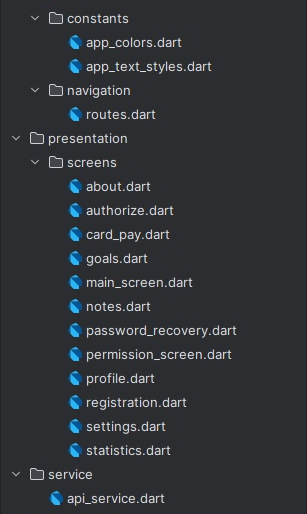 constants
app_colors.dart
app_text_styles.dart
navigation
routes.dart
presentation
screens
about.dart
authorize.dart
card_pay.dart
goals.dart
main_screen.dart
notes.dart
password_recovery.dart
permission_screen.dart
profile.dart
registration.dart
settings.dart
statistics.dart
service
api_service.dart